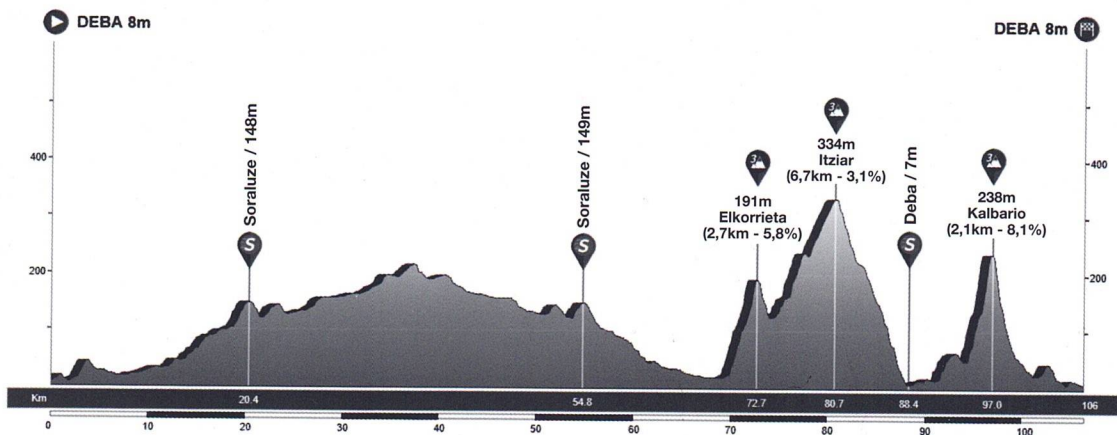 DEBA 8m
DEBA 8m
Soraluze / 148m
S
Soraluze / 149m
S
3
191m
Elkorrieta
(2,7km - 5,8%)
3
334m
Itziar
(6,7km - 3,1%)
Deba / 7m
S
3
238m
Kalbario
(2,1km - 8,1%)
400
200
400
200
Km 20.4 54.8 72.7 80.7 88.4 97.0 106
0 10 20 30 40 50 60 70 80 90 100